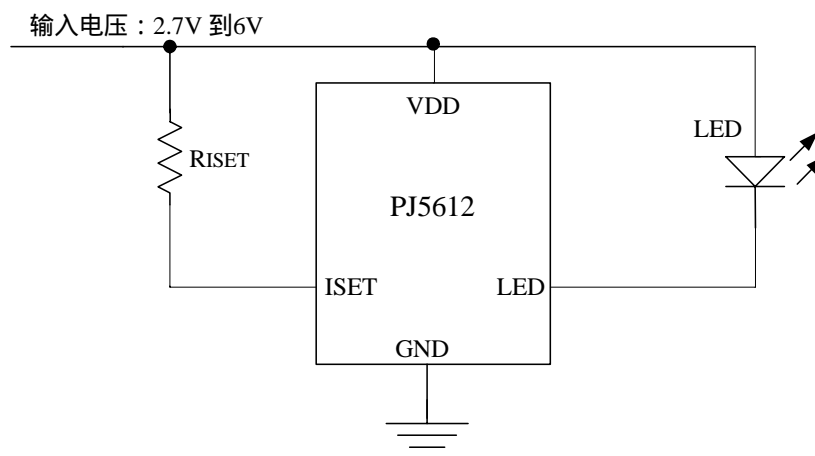 输入电压：2.7V 到6V
VDD
LED
RISET
PJ5612
ISET
LED
GND